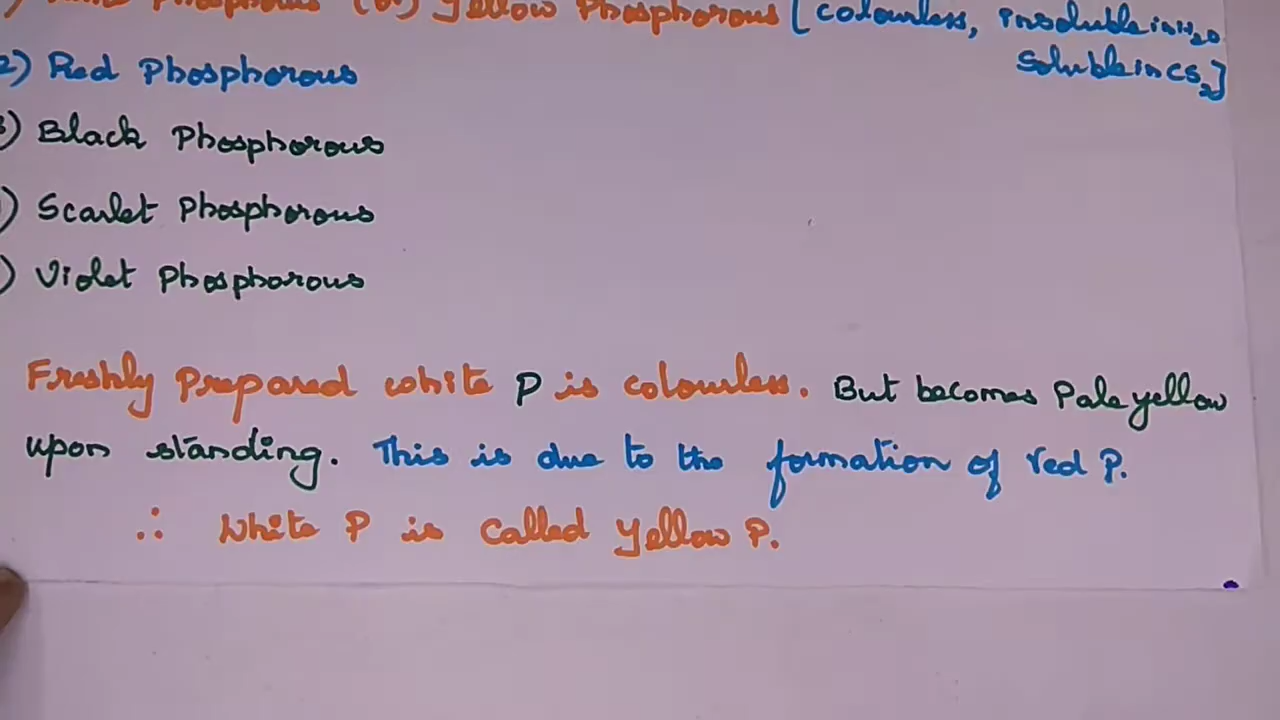 (or) Yellow Phosphorous [colourless, insoluble in H₂O
soluble in CS₂]
2) Red Phosphorous
3) Black Phosphorous
) Scarlet Phosphorous
) Violet Phosphorous
Freshly Prepared white P is colourless. But becomes Pale yellow
upon standing. This is due to the formation of red P.
∴ White P is called yellow P.